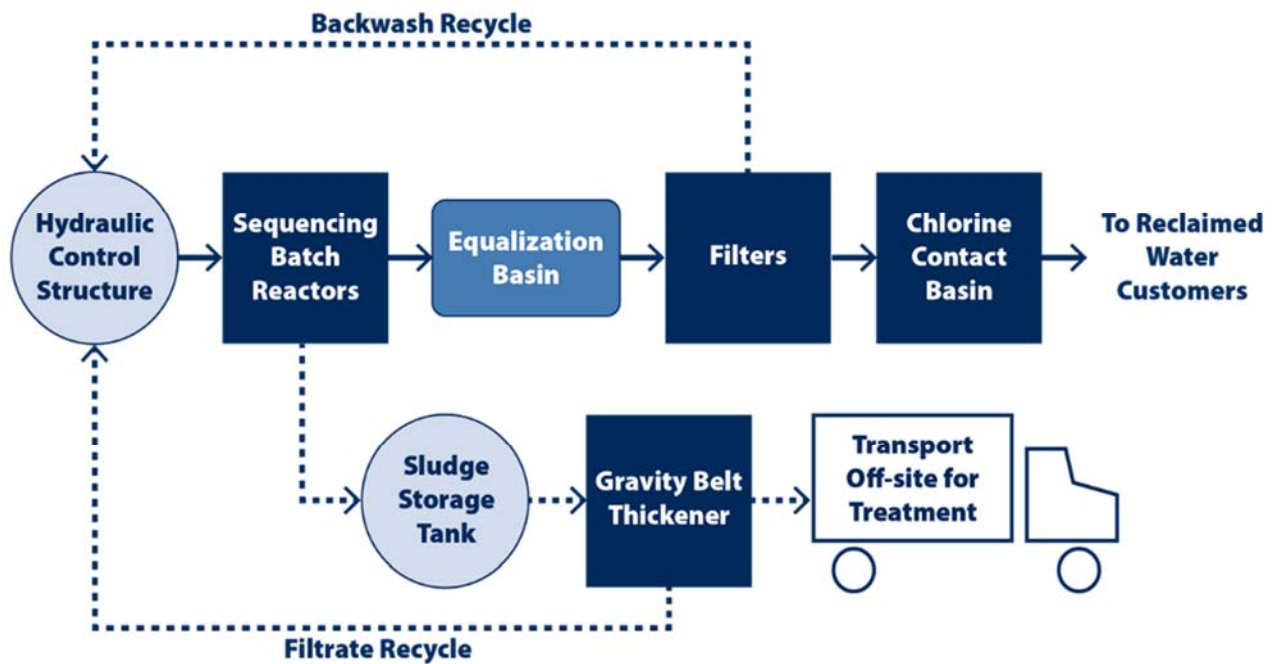 Backwash Recycle
Hydraulic
Control
Structure
Sequencing
Batch
Reactors
Equalization
Basin
Filters
Chlorine
Contact
Basin
To Reclaimed
Water
Customers
Sludge
Storage
Tank
Gravity Belt
Thickener
Transport
Off-site for
Treatment
Filtrate Recycle